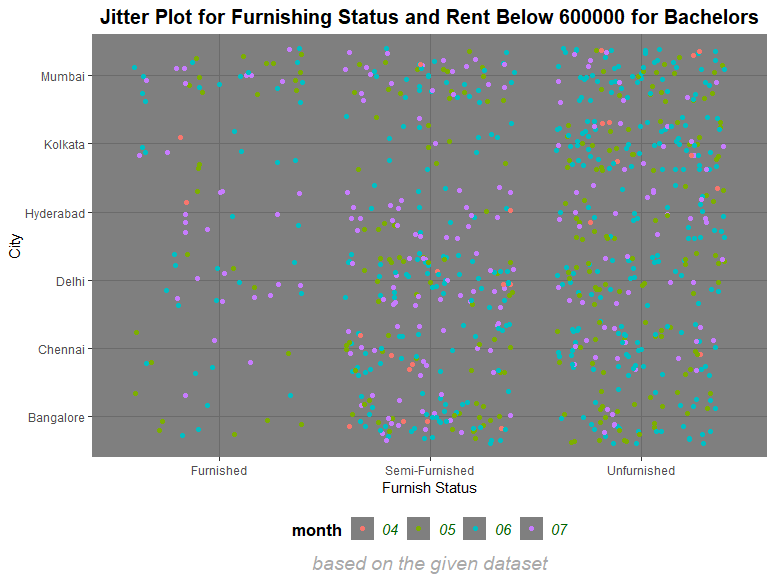 Jitter Plot for Furnishing Status and Rent Below 600000 for Bachelors
City
Mumbai
Kolkata
Hyderabad
Delhi
Chennai
Bangalore
Furnished Semi-Furnished Unfurnished
Furnish Status
month 04 05 06 07
based on the given dataset